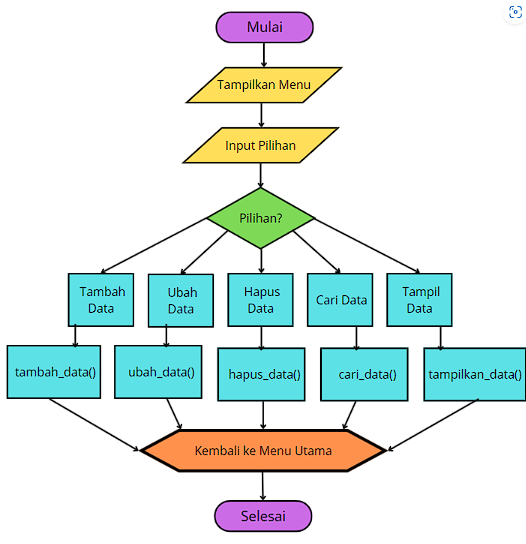 Mulai
Tampilkan Menu
Input Pilihan
Pilihan?
Tambah
Data
Ubah
Data
Hapus
Data
Cari Data
Tampil
Data
tambah_data()
ubah_data()
hapus_data()
cari_data()
tampilkan_data()
Kembali ke Menu Utama
Selesai